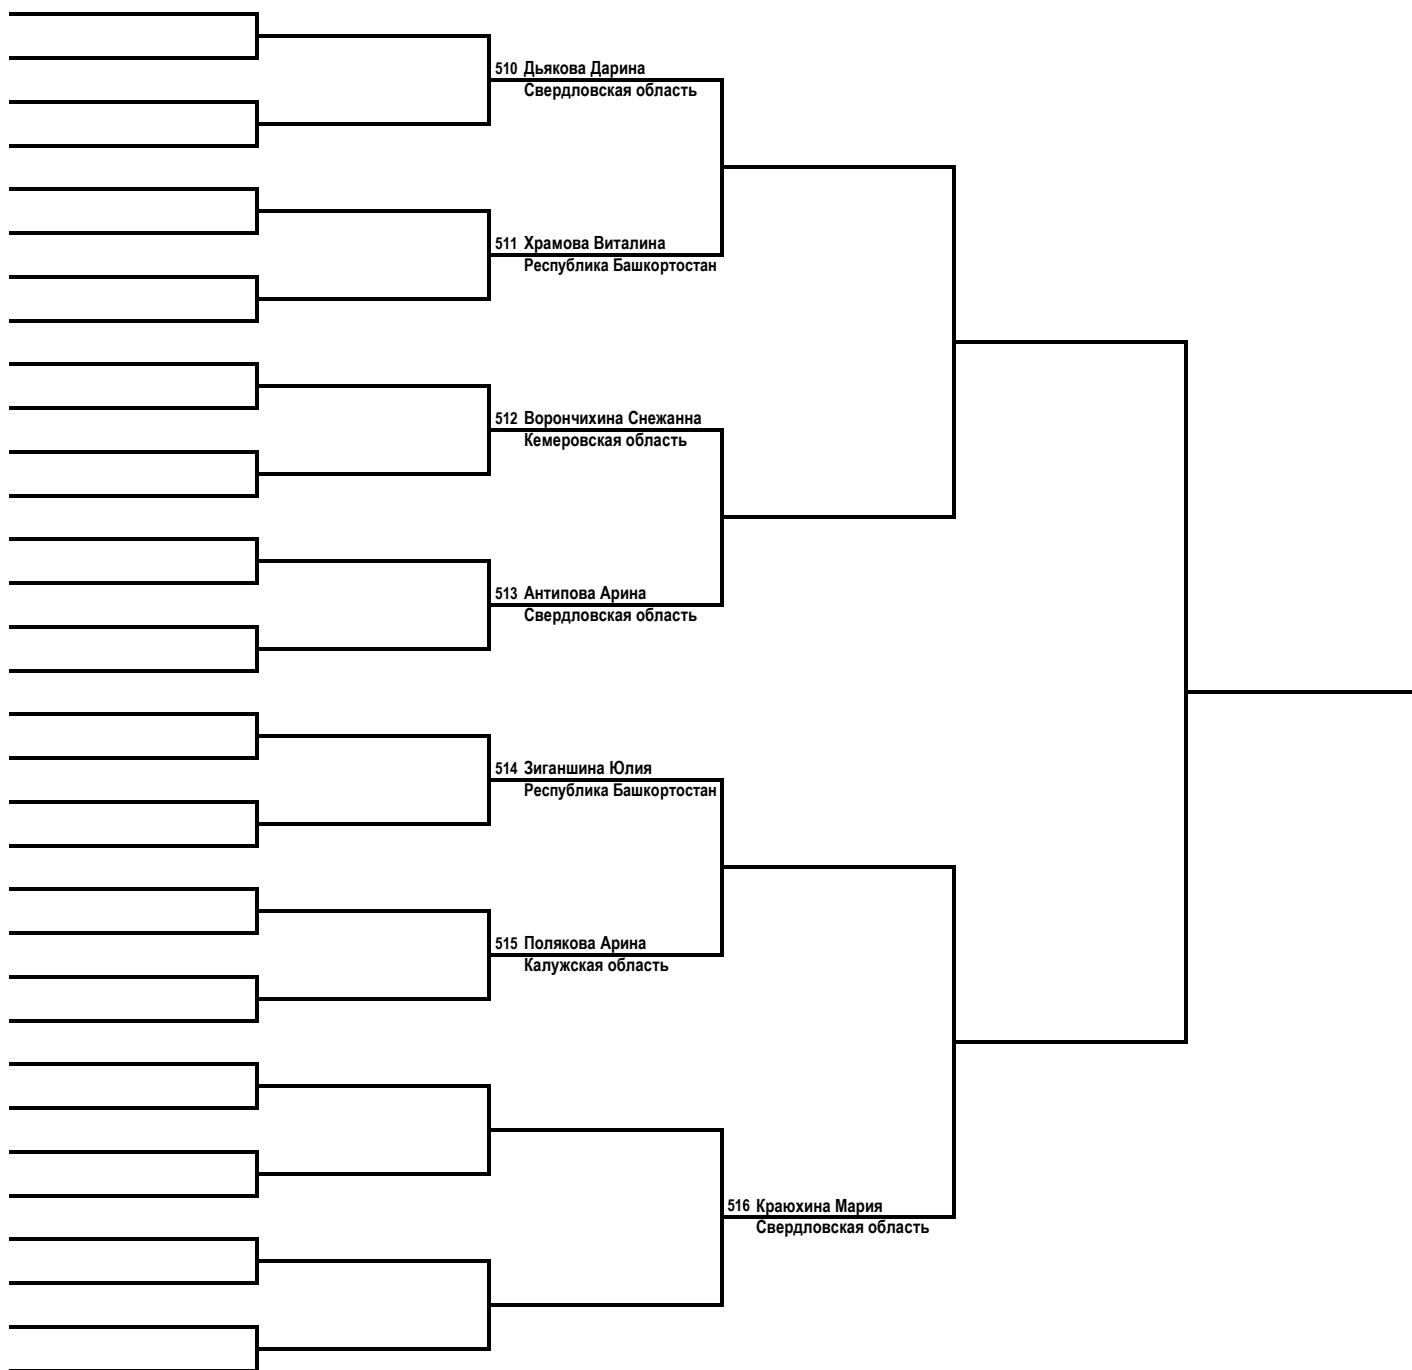 510 Дьякова Дарина
Свердловская область
511 Храмова Виталина
Республика Башкортостан
512 Ворончихина Снежанна
Кемеровская область
513 Антипова Арина
Свердловская область
514 Зиганшина Юлия
Республика Башкортостан
515 Полякова Арина
Калужская область
516 Краюхина Мария
Свердловская область